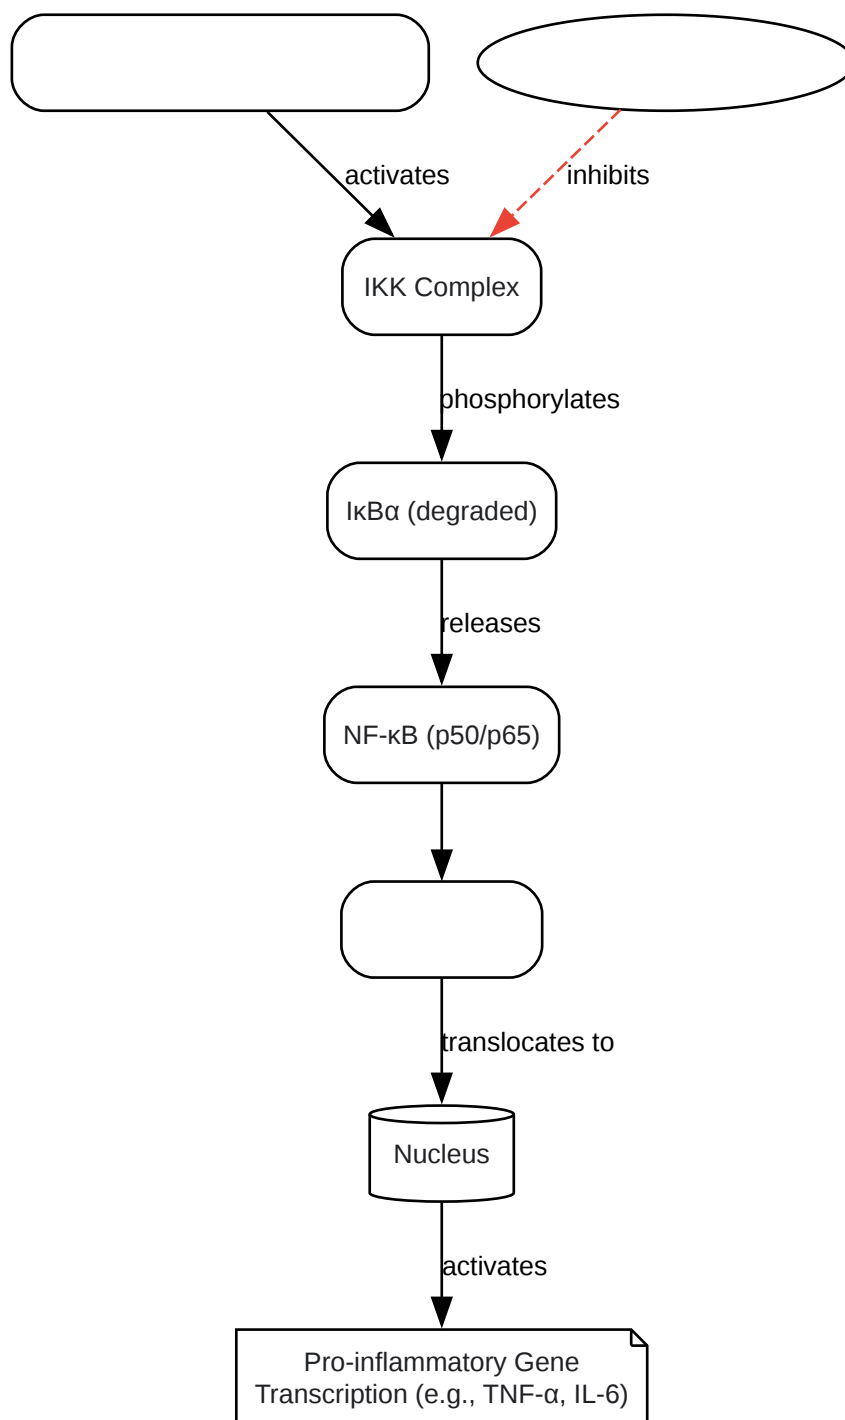 activates
inhibits
IKK Complex
phosphorylates
IκBα (degraded)
releases
NF-κB (p50/p65)
translocates to
Nucleus
activates
Pro-inflammatory Gene
Transcription (e.g., TNF-α, IL-6)